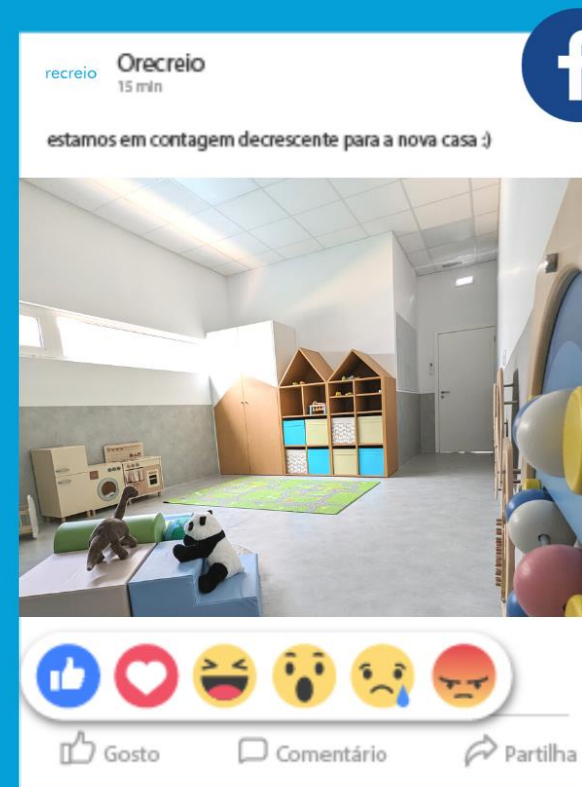 recreio
Orecreio
15 min
estamos em contagem decrescente para a nova casa :)
f
Gosto
Comentário
Partilha